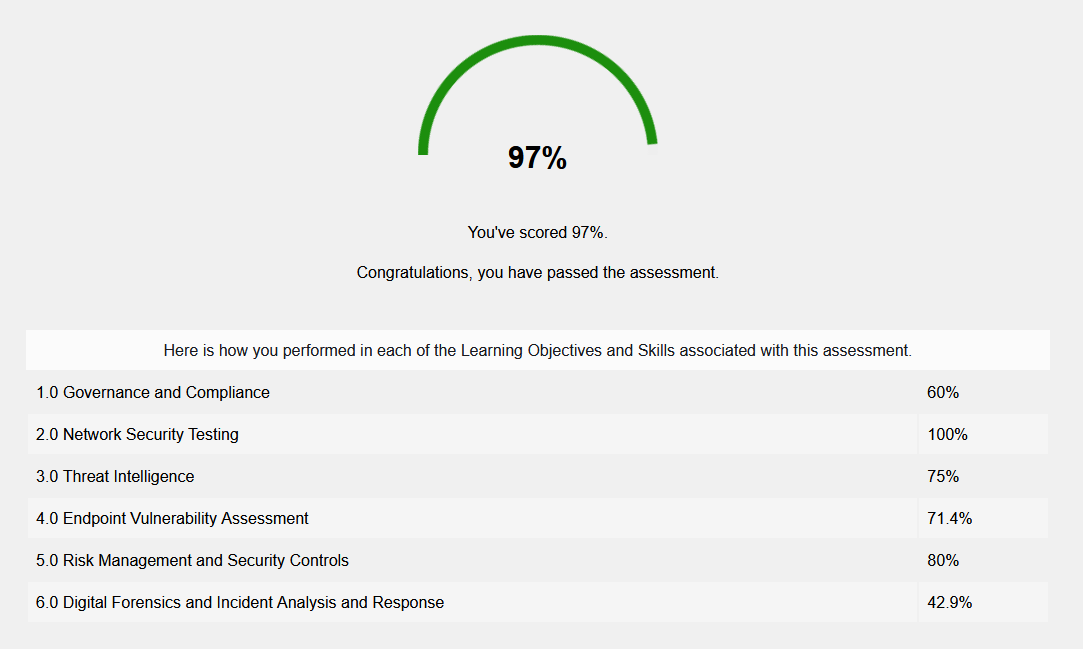 97%
You've scored 97%.
Congratulations, you have passed the assessment.
Here is how you performed in each of the Learning Objectives and Skills associated with this assessment.
1.0 Governance and Compliance 60%
2.0 Network Security Testing 100%
3.0 Threat Intelligence 75%
4.0 Endpoint Vulnerability Assessment 71.4%
5.0 Risk Management and Security Controls 80%
6.0 Digital Forensics and Incident Analysis and Response 42.9%